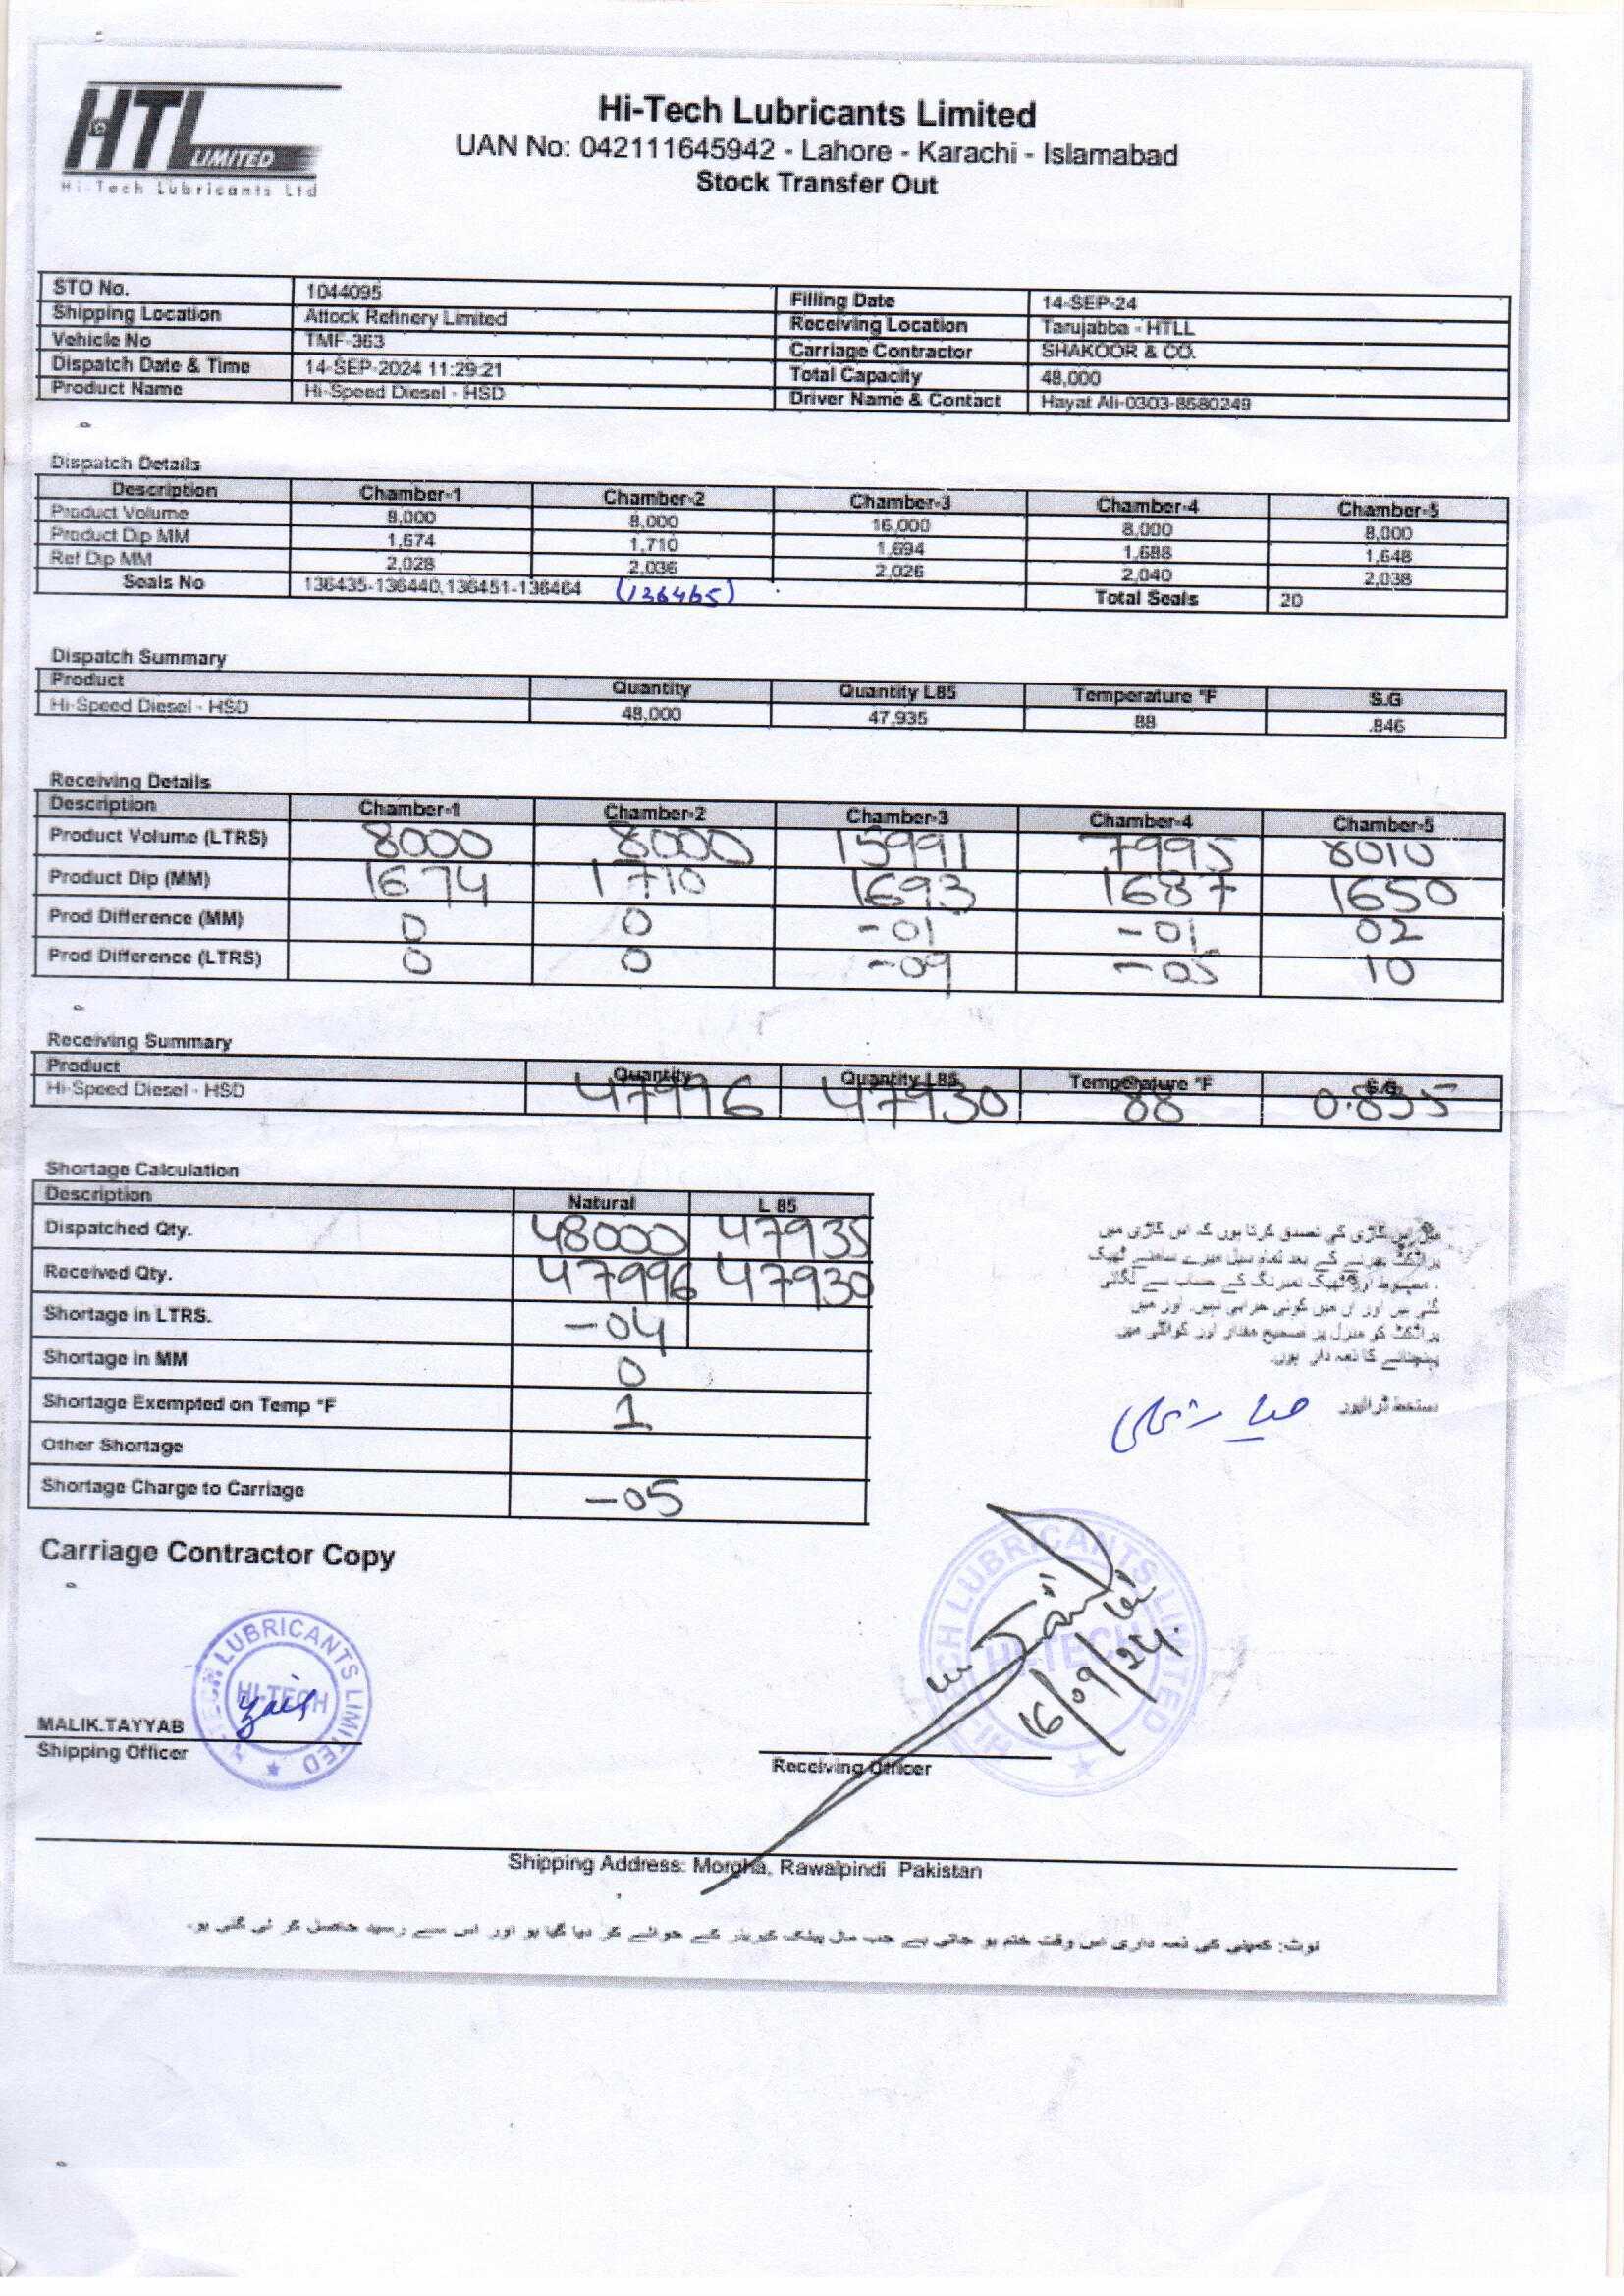 HTL LIMITED
Hi-Tech Lubricants Ltd
Hi-Tech Lubricants Limited
UAN No: 042111645942 - Lahore - Karachi - Islamabad
Stock Transfer Out
STO No. 1044095 Filling Date 14-SEP-24
Shipping Location Attock Refinery Limited Receiving Location Tarujabba - HTLL
Vehicle No TMF-363 Carriage Contractor SHAKOOR & CO.
Dispatch Date & Time 14-SEP-2024 11:29:21 Total Capacity 48,000
Product Name Hi-Speed Diesel - HSD Driver Name & Contact Hayat Ali-0303-8580249
Dispatch Details
Description Chamber-1 Chamber-2 Chamber-3 Chamber-4 Chamber-5
Product Volume 8,000 8,000 16,000 8,000 8,000
Product Dip MM 1,674 1,710 1,694 1,688 1,648
Ref Dip MM 2,028 2,036 2,026 2,040 2,038
Seals No 136435-136440,136451-136464 (136465) Total Seals 20
Dispatch Summary
Product Quantity Quantity L85 Temperature °F S.G
Hi-Speed Diesel - HSD 48,000 47,935 88 .846
Receiving Details
Description Chamber-1 Chamber-2 Chamber-3 Chamber-4 Chamber-5
Product Volume (LTRS) 8000 8000 15991 7995 8010
Product Dip (MM) 1674 1710 1693 1687 1650
Prod Difference (MM) 0 0 -01 -01 02
Prod Difference (LTRS) 0 0 -09 -05 10
Receiving Summary
Product Quantity Quantity L85 Temperature °F S.G
Hi-Speed Diesel - HSD 47996 47930 88 0.835
Shortage Calculation
Description Natural L 85
Dispatched Qty. 48000 47935
Received Qty. 47996 47930
Shortage in LTRS. -04
Shortage in MM 0
Shortage Exempted on Temp °F 1
Other Shortage
Shortage Charge to Carriage -05
گاڑی کی تصدق کرتا ہوں کہ اس گاڑی میں
پراڈکٹ بھرنے کے بعد تمام سیل میرے سامنے ٹھیک
مضبوط اور ٹھیک نمبرنگ کے حساب سے لگائی
گئی ہیں اور ان میں کوئی خرابی نہیں۔ اور میں
پراڈکٹ کو منزل پر صحیح مقدار اور کوالٹی میں
پہنچانے کا ذمہ دار ہوں۔
دستخط ڈرائیور
Carriage Contractor Copy
HI-TECH LUBRICANTS LIMITED
HI-TECH
MALIK.TAYYAB
Shipping Officer
HI-TECH LUBRICANTS LIMITED
HI-TECH
16/09/24.
Receiving Officer
Shipping Address: Morgha, Rawalpindi Pakistan
نوٹ: کمپنی کی ذمہ داری اس وقت ختم ہو جاتی ہے جب مال کے حوالے کر دیا گیا ہو اور اس سے رسید حاصل کر لی گئی ہو۔